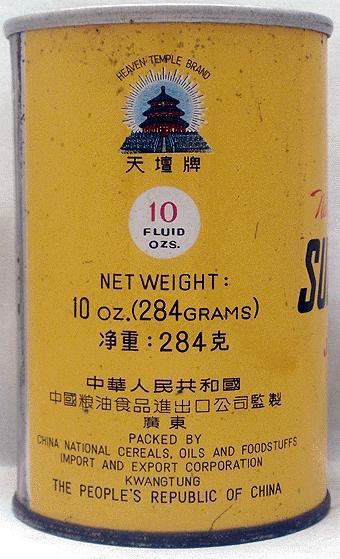 HEAVEN TEMPLE BRAND
天壇牌
10
FLUID
OZS.
NET WEIGHT:
10 OZ.(284GRAMS)
净重:284克
中華人民共和國
中國粮油食品進出口公司監製
廣東
PACKED BY
CHINA NATIONAL CEREALS, OILS AND FOODSTUFFS
IMPORT AND EXPORT CORPORATION
KWANGTUNG
THE PEOPLE'S REPUBLIC OF CHINA